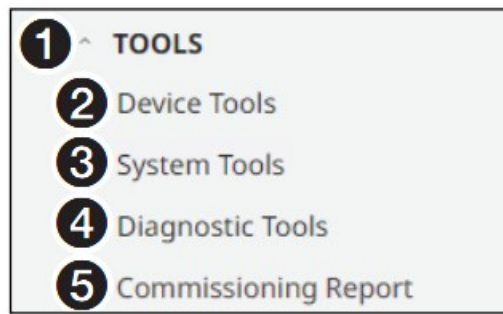 1 TOOLS
2 Device Tools
3 System Tools
4 Diagnostic Tools
5 Commissioning Report